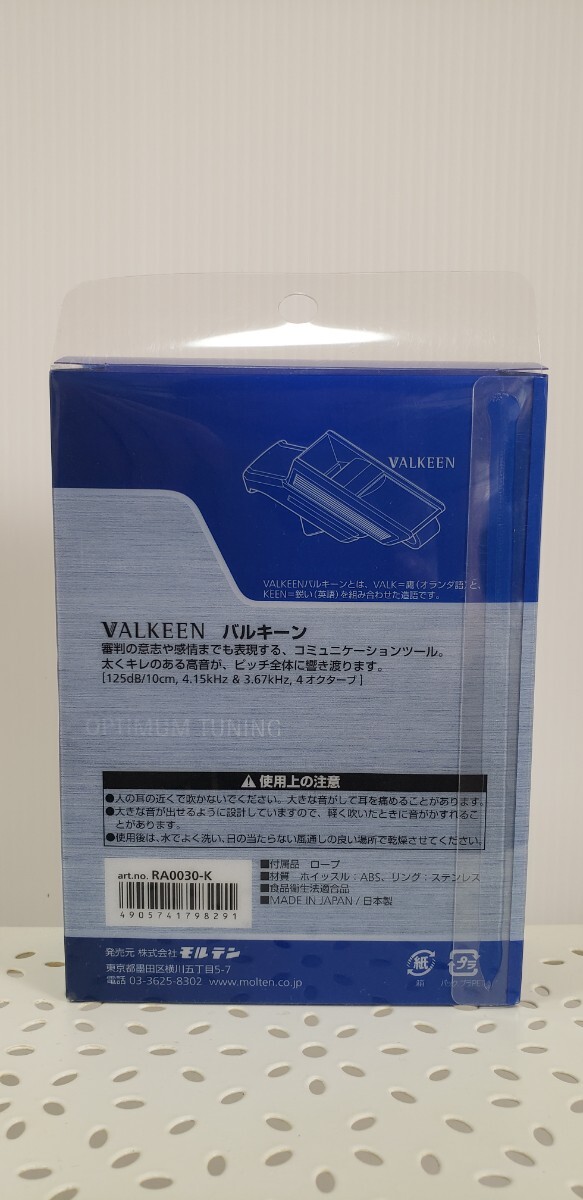 VALKEEN
VALKEENバルキーンとは、VALK=鷹(オランダ語)と、
KEEN=鋭い(英語)を組み合わせた造語です。
VALKEEN バルキーン
審判の意志や感情までも表現する、コミュニケーションツール。
太くキレのある高音が、ピッチ全体に響き渡ります。
[125dB/10cm, 4.15kHz & 3.67kHz, 4オクターブ]
OPTIMUM TUNING
使用上の注意
●人の耳の近くで吹かないでください。大きな音がして耳を痛めることがあります。
●大きな音が出せるように設計していますので、軽く吹いたときに音がかすれるこ
とがあります。
●使用後は、水でよく洗い、日の当たらない風通しの良い場所で乾燥させてください。
art.no. RA0030-K
4905741798291
■付属品 ロープ
■材質 ホイッスル:ABS、リング:ステンレス
■食品衛生法適合品
■MADE IN JAPAN / 日本製
発売元 株式会社 モルテン
東京都墨田区横川五丁目5-7
電話 03-3625-8302 www.molten.co.jp
紙
箱
プラ